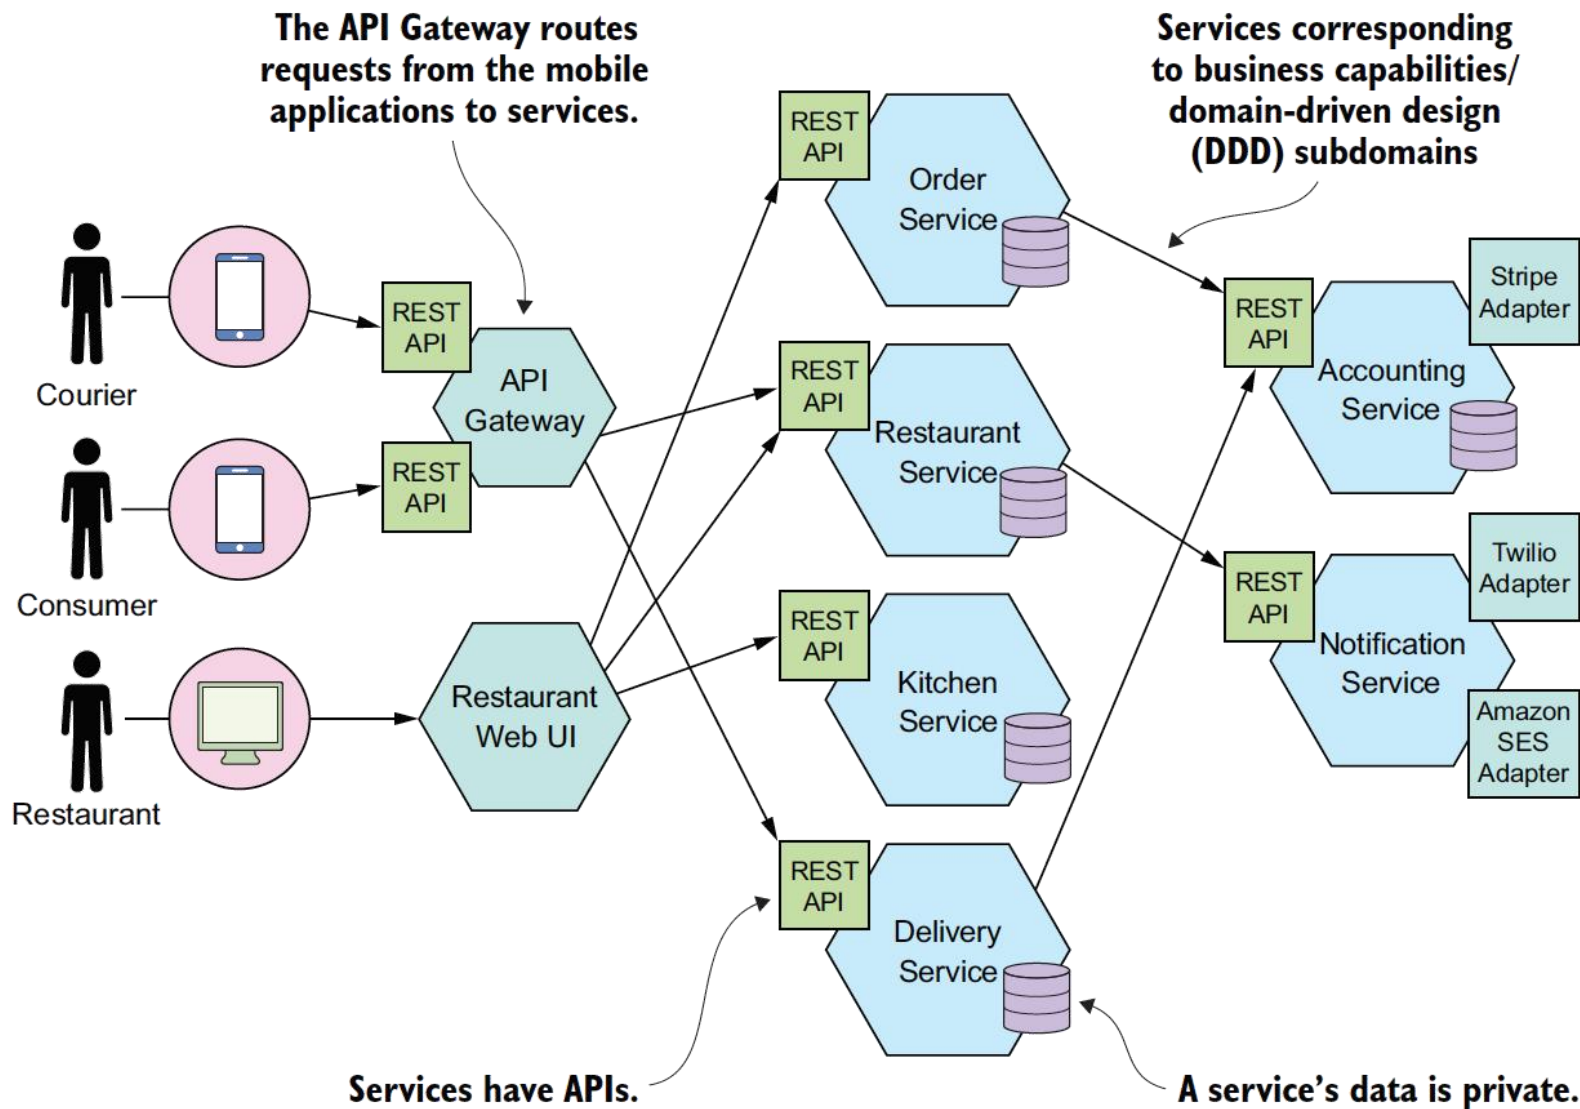 The API Gateway routes
requests from the mobile
applications to services.
Services corresponding
to business capabilities/
domain-driven design
(DDD) subdomains
Courier
Consumer
Restaurant
REST
API
REST
API
API
Gateway
Restaurant
Web UI
REST
API
Order
Service
REST
API
Restaurant
Service
REST
API
Kitchen
Service
REST
API
Delivery
Service
REST
API
Accounting
Service
Stripe
Adapter
REST
API
Notification
Service
Twilio
Adapter
Amazon
SES
Adapter
Services have APIs.
A service’s data is private.